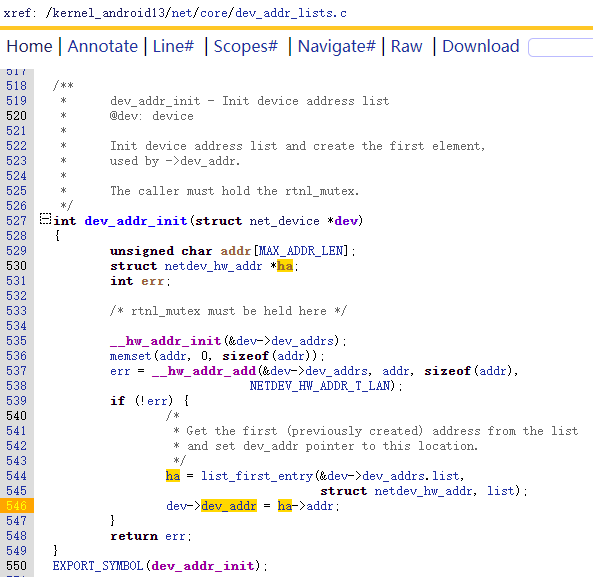 xref: /kernel_android13/net/core/dev_addr_lists.c
Home | Annotate | Line# | Scopes# | Navigate# | Raw | Download
517
518 /**
519 * dev_addr_init - Init device address list
520 * @dev: device
521 *
522 * Init device address list and create the first element,
523 * used by ->dev_addr.
524 *
525 * The caller must hold the rtnl_mutex.
526 */
527 int dev_addr_init(struct net_device *dev)
528 {
529 unsigned char addr[MAX_ADDR_LEN];
530 struct netdev_hw_addr *ha;
531 int err;
532
533 /* rtnl_mutex must be held here */
534
535 __hw_addr_init(&dev->dev_addrs);
536 memset(addr, 0, sizeof(addr));
537 err = __hw_addr_add(&dev->dev_addrs, addr, sizeof(addr),
538 NETDEV_HW_ADDR_T_LAN);
539 if (!err) {
540 /*
541 * Get the first (previously created) address from the list
542 * and set dev_addr pointer to this location.
543 */
544 ha = list_first_entry(&dev->dev_addrs.list,
545 struct netdev_hw_addr, list);
546 dev->dev_addr = ha->addr;
547 }
548 return err;
549 }
550 EXPORT_SYMBOL(dev_addr_init);